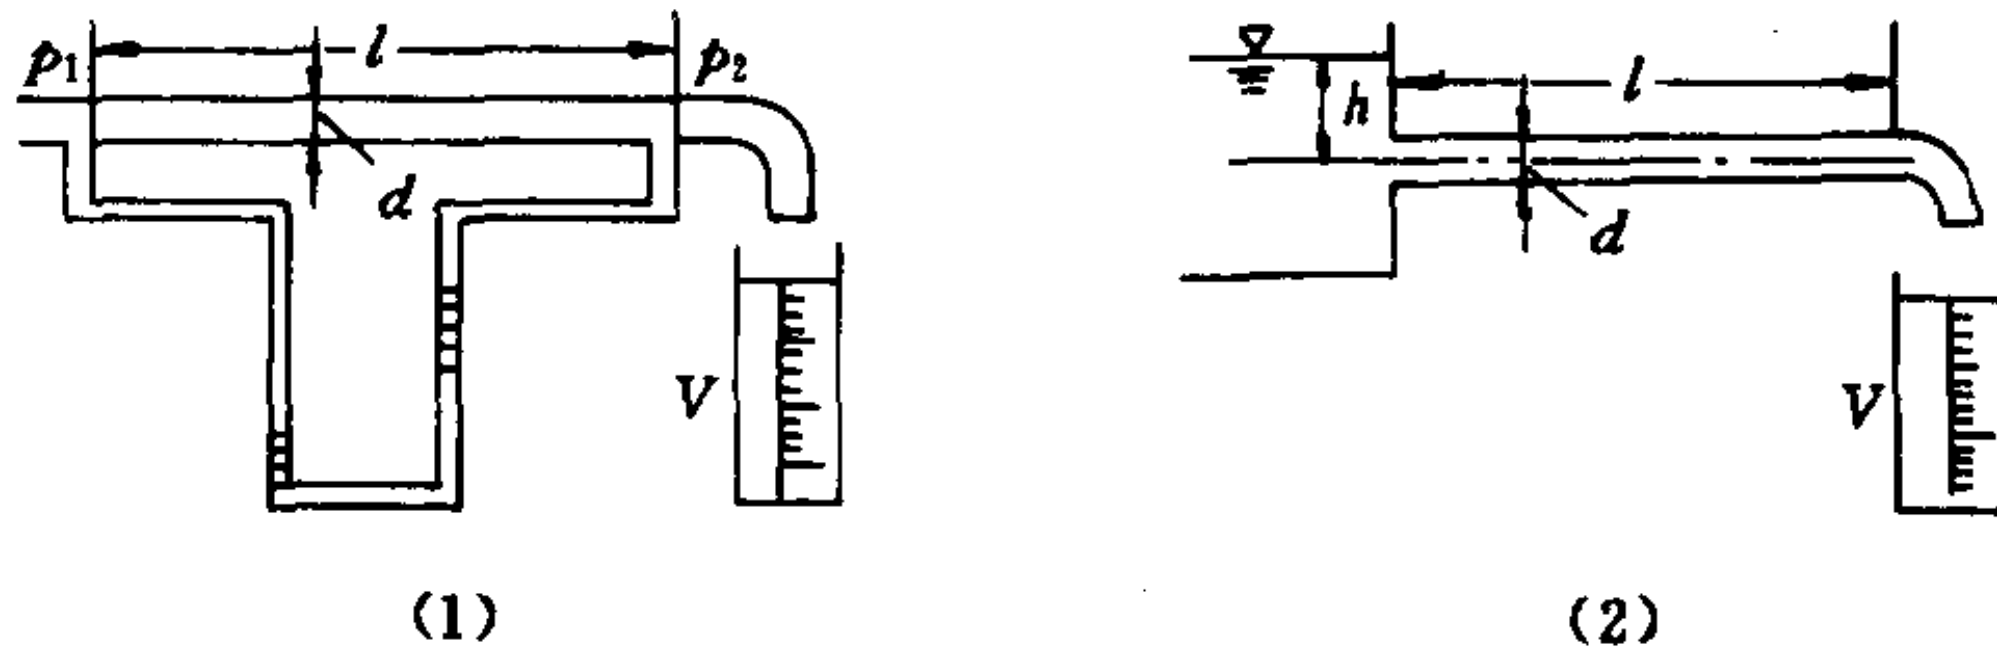 p₁ l p₂
d
V
(1)
h l
d
V
(2)